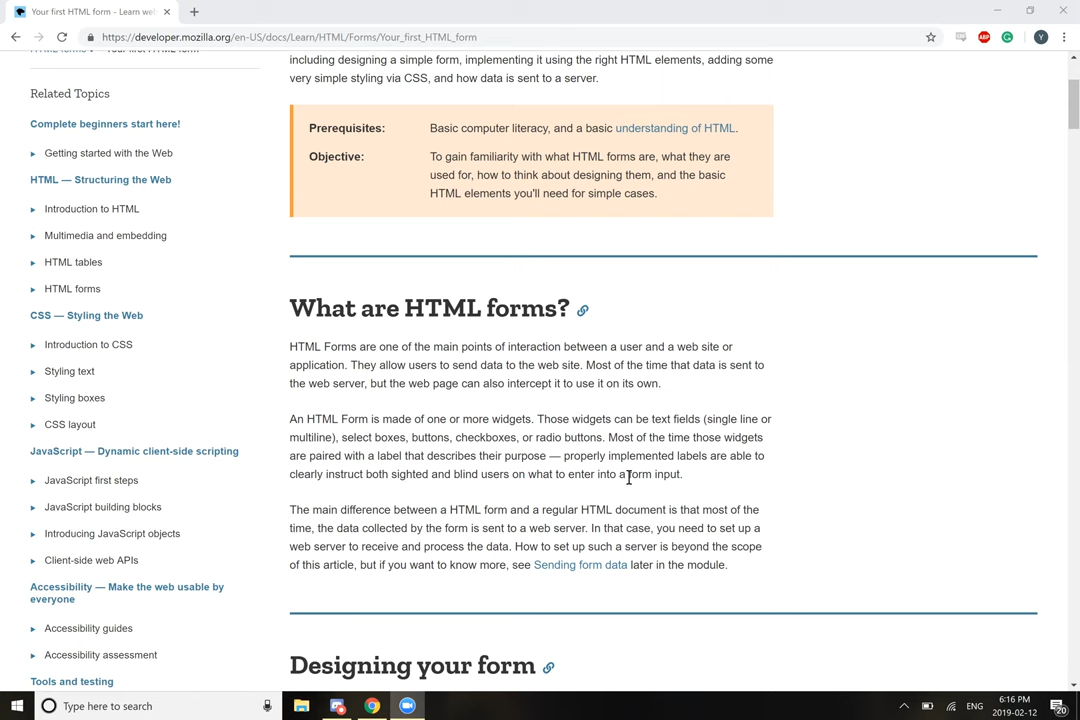 Your first HTML form - Learn we
https://developer.mozilla.org/en-US/docs/Learn/HTML/Forms/Your_first_HTML_form
ABP
Y
Related Topics
Complete beginners start here!
Getting started with the Web
HTML — Structuring the Web
Introduction to HTML
Multimedia and embedding
HTML tables
HTML forms
CSS — Styling the Web
Introduction to CSS
Styling text
Styling boxes
CSS layout
JavaScript — Dynamic client-side scripting
JavaScript first steps
JavaScript building blocks
Introducing JavaScript objects
Client-side web APIs
Accessibility — Make the web usable by
everyone
Accessibility guides
Accessibility assessment
Tools and testing
including designing a simple form, implementing it using the right HTML elements, adding some
very simple styling via CSS, and how data is sent to a server.
Prerequisites: Basic computer literacy, and a basic understanding of HTML.
Objective: To gain familiarity with what HTML forms are, what they are
used for, how to think about designing them, and the basic
HTML elements you'll need for simple cases.
What are HTML forms?
HTML Forms are one of the main points of interaction between a user and a web site or
application. They allow users to send data to the web site. Most of the time that data is sent to
the web server, but the web page can also intercept it to use it on its own.
An HTML Form is made of one or more widgets. Those widgets can be text fields (single line or
multiline), select boxes, buttons, checkboxes, or radio buttons. Most of the time those widgets
are paired with a label that describes their purpose — properly implemented labels are able to
clearly instruct both sighted and blind users on what to enter into a form input.
The main difference between a HTML form and a regular HTML document is that most of the
time, the data collected by the form is sent to a web server. In that case, you need to set up a
web server to receive and process the data. How to set up such a server is beyond the scope
of this article, but if you want to know more, see Sending form data later in the module.
Designing your form
Type here to search
ENG
6:16 PM
2019-02-12
20